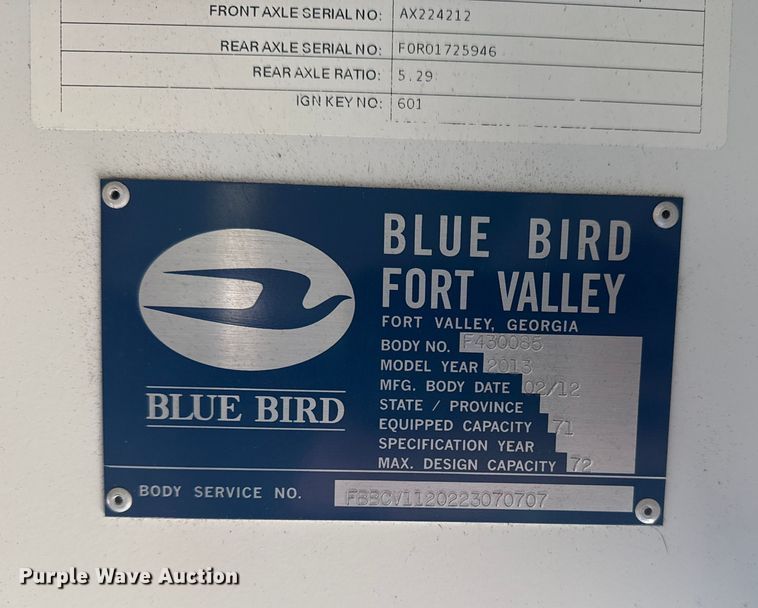 FRONT AXLE SERIAL NO: AX224212
REAR AXLE SERIAL NO: F0R01725946
REAR AXLE RATIO: 5.29
IGN KEY NO: 601
BLUE BIRD
FORT VALLEY
FORT VALLEY, GEORGIA
BODY NO. F430085
MODEL YEAR 2013
MFG. BODY DATE 02/12
STATE / PROVINCE
EQUIPPED CAPACITY 71
SPECIFICATION YEAR
MAX. DESIGN CAPACITY 72
BLUE BIRD
BODY SERVICE NO. FBBCV1120223070707
Purple Wave Auction